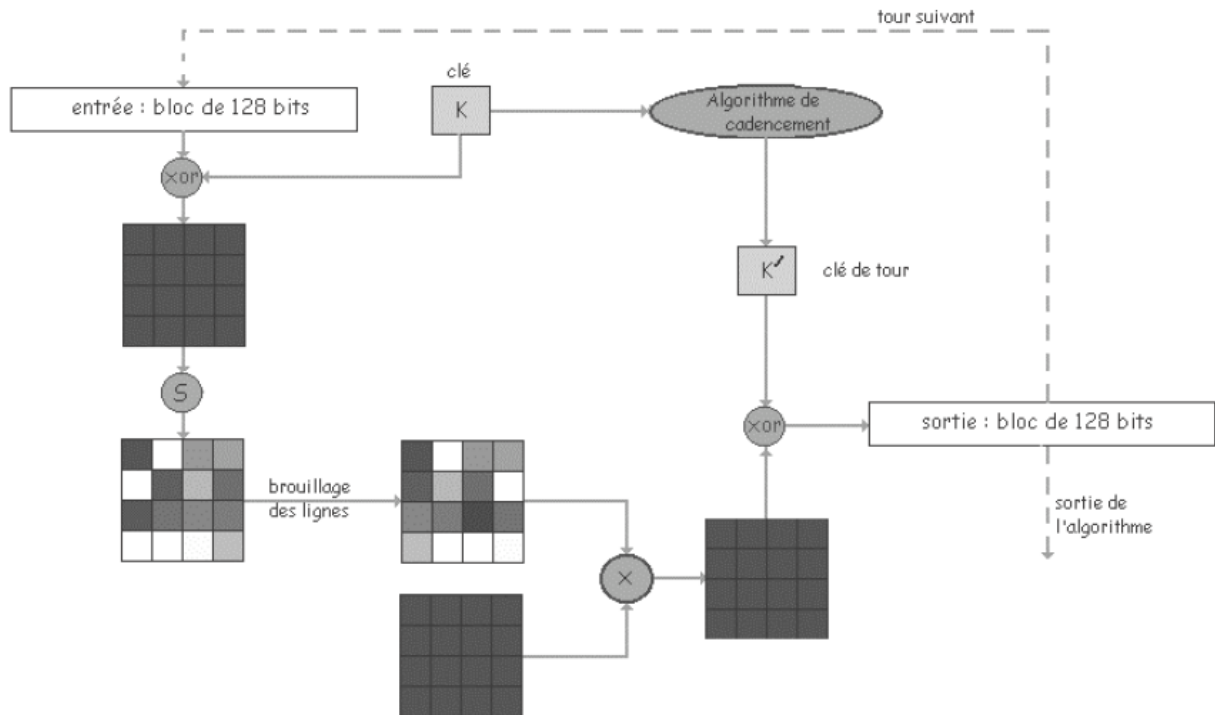 tour suivant
clé
entrée : bloc de 128 bits
K
Algorithme de
cadencement
xor
K'
clé de tour
S
xor
sortie : bloc de 128 bits
brouillage
des lignes
sortie de
l'algorithme
x